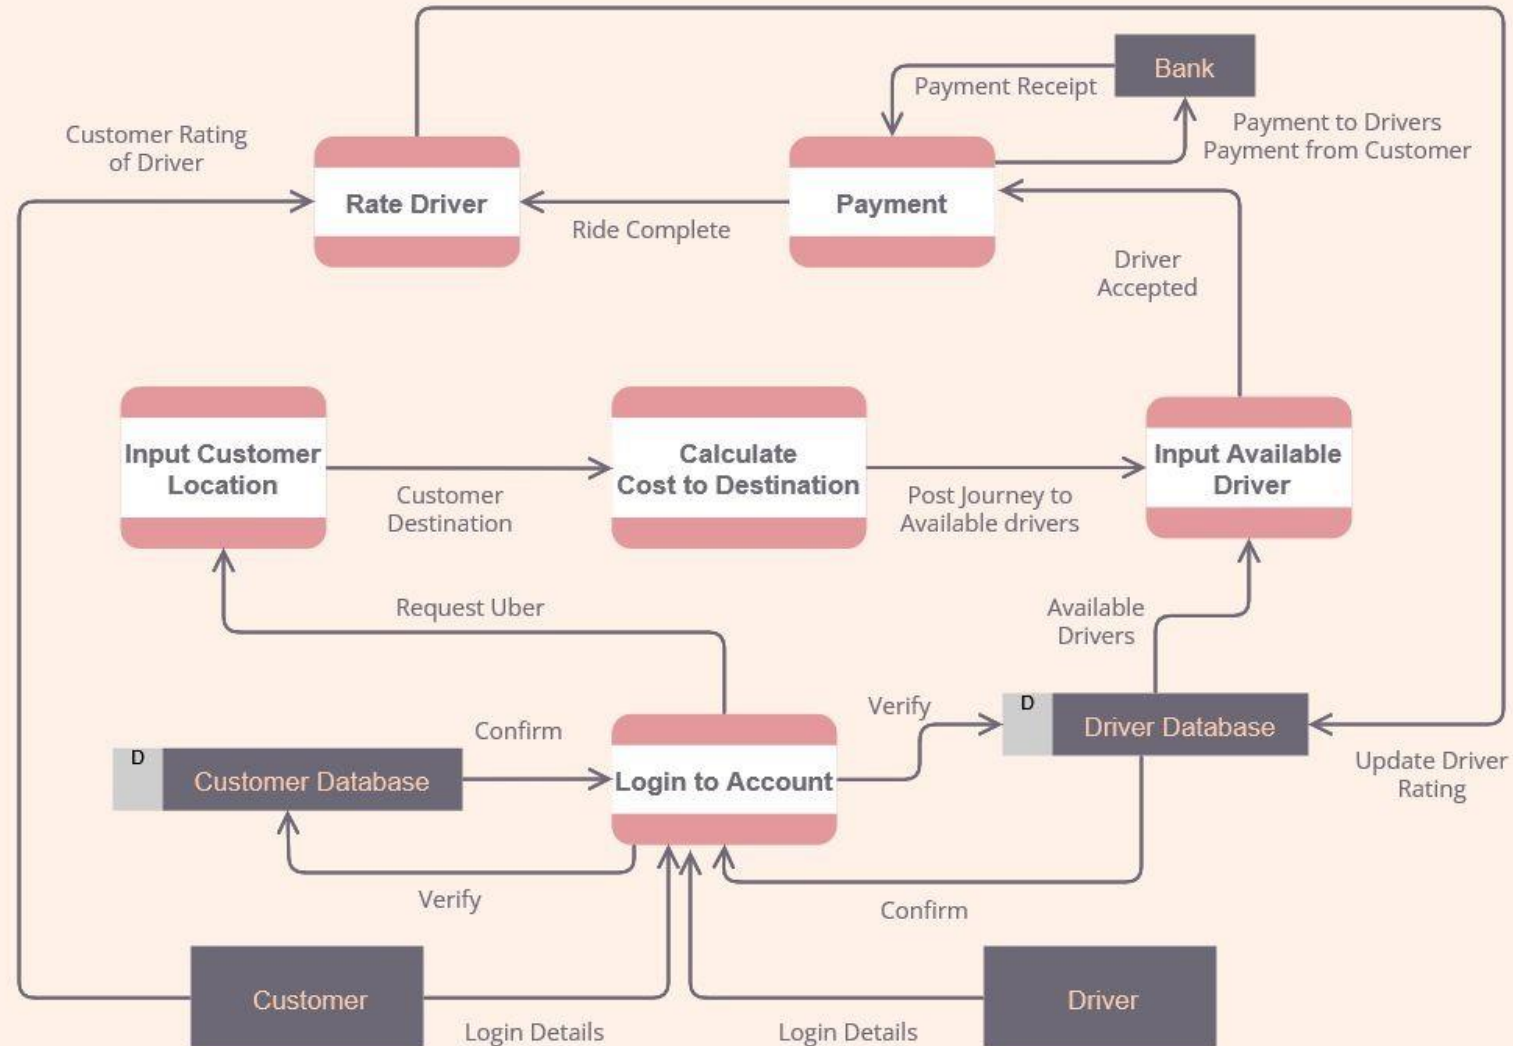 Bank
Payment Receipt
Payment to Drivers
Payment from Customer
Customer Rating
of Driver
Rate Driver
Payment
Ride Complete
Driver
Accepted
Input Customer
Location
Calculate
Cost to Destination
Input Available
Driver
Customer
Destination
Post Journey to
Available drivers
Request Uber
Available
Drivers
Verify
D
Driver Database
Confirm
D
Customer Database
Login to Account
Update Driver
Rating
Verify
Confirm
Customer
Driver
Login Details
Login Details